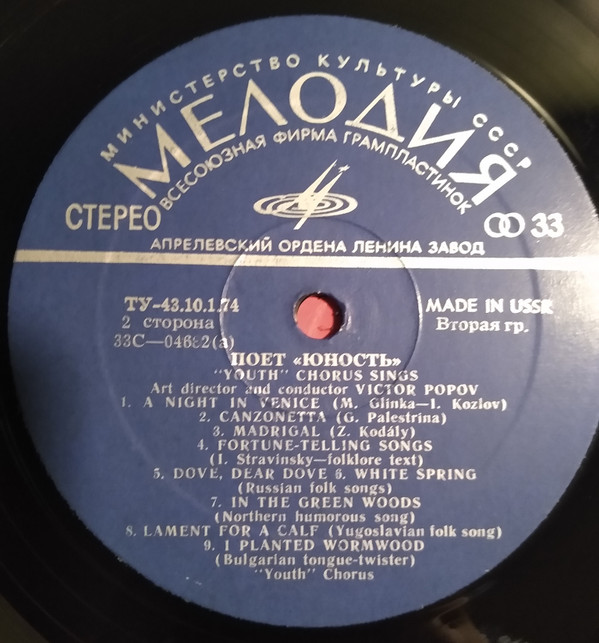 МИНИСТЕРСТВО КУЛЬТУРЫ СССР
МЕЛОДИЯ
ВСЕСОЮЗНАЯ ФИРМА ГРАМПЛАСТИНОК
СТЕРЕО
33
АПРЕЛЕВСКИЙ ОРДЕНА ЛЕНИНА ЗАВОД
ТУ-43.10.1.74
MADE IN USSR
2 сторона
Вторая гр.
33С—04682(а)
ПОЕТ «ЮНОСТЬ»
"YOUTH" CHORUS SINGS
Art director and conductor VICTOR POPOV
1. A NIGHT IN VENICE (M. Glinka—I. Kozlov)
2. CANZONETTA (G. Palestrina)
3. MADRIGAL (Z. Kodály)
4. FORTUNE-TELLING SONGS
(I. Stravinsky—folklore text)
5. DOVE, DEAR DOVE 6. WHITE SPRING
(Russian folk songs)
7. IN THE GREEN WOODS
(Northern humorous song)
8. LAMENT FOR A CALF (Yugoslavian folk song)
9. I PLANTED WORMWOOD
(Bulgarian tongue-twister)
"Youth" Chorus